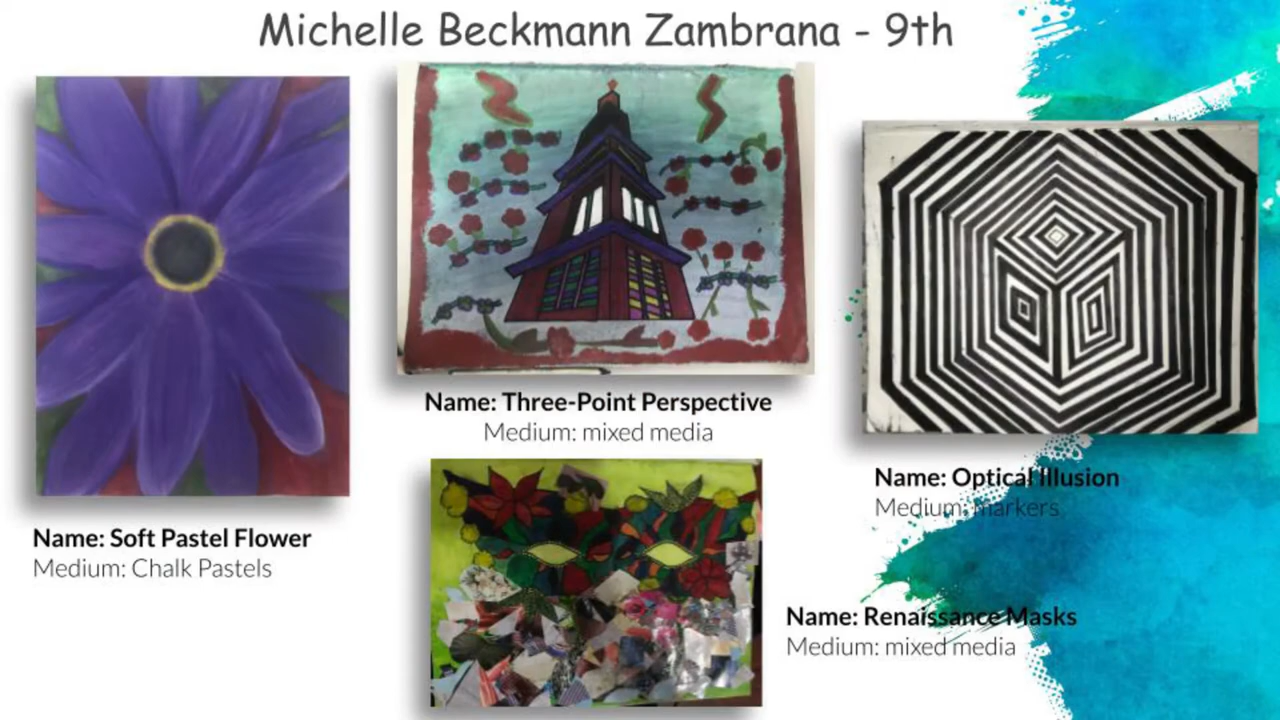 Michelle Beckmann Zambrana - 9th
Name: Three-Point Perspective
Medium: mixed media
Name: Optical Illusion
Medium: markers
Name: Soft Pastel Flower
Medium: Chalk Pastels
Name: Renaissance Masks
Medium: mixed media